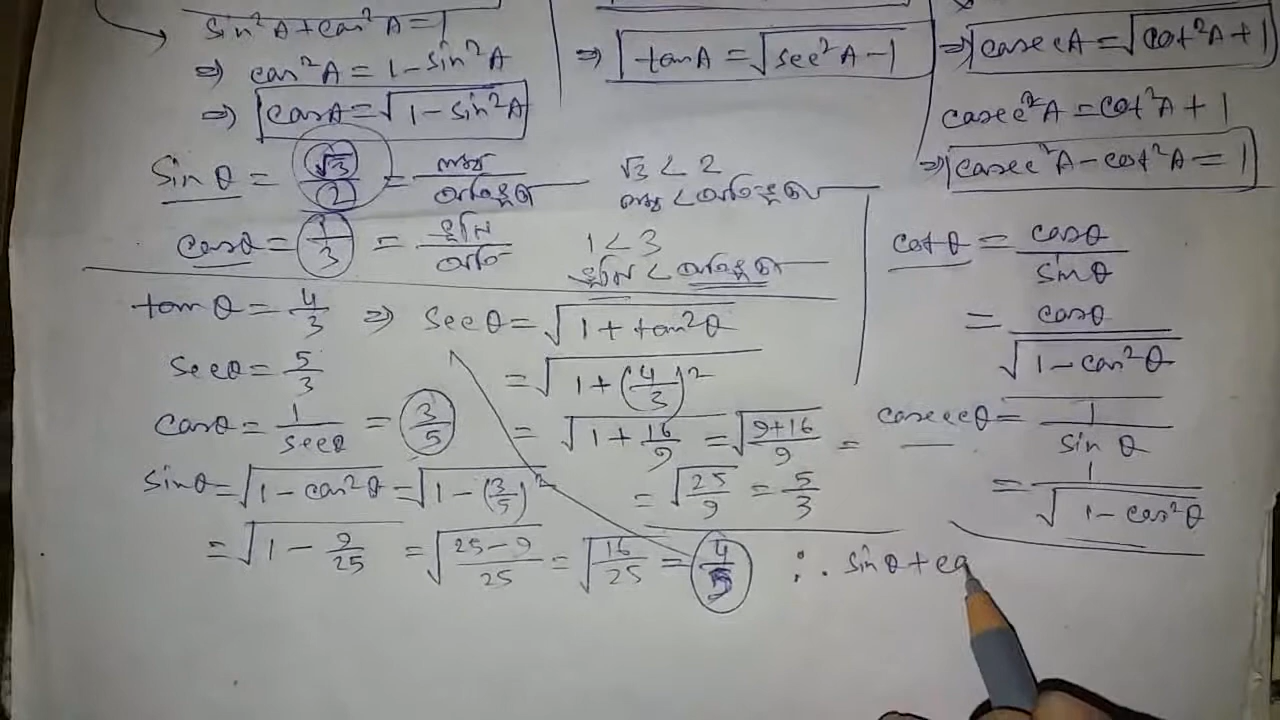 sin²A + cos²A = 1
⇒ cos²A = 1 - sin²A
⇒ cosA = √(1 - sin²A)
⇒ tanA = √(sec²A - 1)
⇒ cosecA = √(cot²A + 1)
cosec²A = cot²A + 1
⇒ cosec²A - cot²A = 1
Sin θ = √3/2 = লম্ব/অতিভুজ
√3 < 2
লম্ব < অতিভুজ
cosθ = 1/3 = ভূমি/অতি
1 < 3
ভূমি < অতিভুজ
tanθ = 4/3 ⇒ secθ = √(1 + tan²θ)
= √(1 + (4/3)²)
= √(1 + 16/9) = √((9+16)/9) =
= √(25/9) = 5/3
secθ = 5/3
cosθ = 1/secθ = 3/5
sinθ = √(1 - cos²θ) = √(1 - (3/5)²)
= √(1 - 9/25) = √((25-9)/25) = √(16/25) = 4/5
∴ sinθ + co
cotθ = cosθ/sinθ
= cosθ/√(1 - cos²θ)
cosecθ = 1/sin θ
= 1/√(1 - cos²θ)